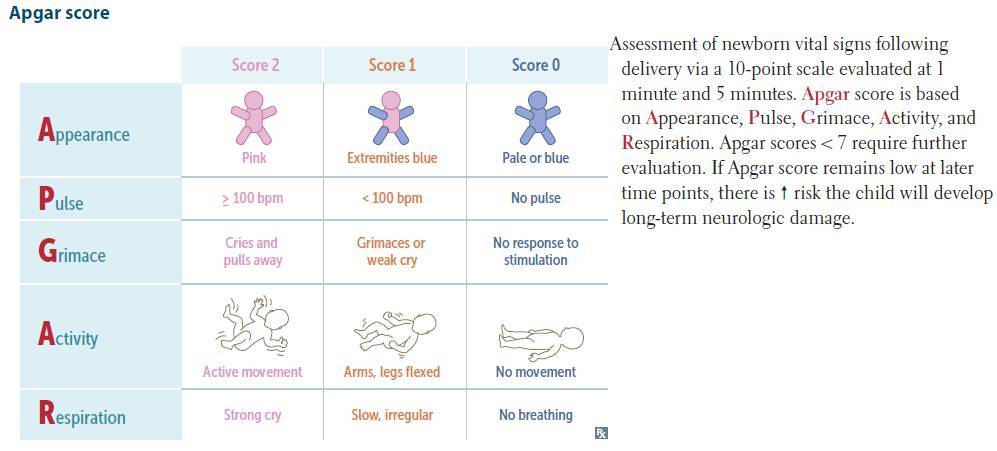 Apgar score
Score 2 Score 1 Score 0
Appearance
Pink Extremities blue Pale or blue
Pulse ≥ 100 bpm < 100 bpm No pulse
Grimace
Cries and Grimaces or No response to
pulls away weak cry stimulation
Activity
Active movement Arms, legs flexed No movement
Respiration Strong cry Slow, irregular No breathing
Rx
Assessment of newborn vital signs following
delivery via a 10-point scale evaluated at 1
minute and 5 minutes. Apgar score is based
on Appearance, Pulse, Grimace, Activity, and
Respiration. Apgar scores < 7 require further
evaluation. If Apgar score remains low at later
time points, there is ↑ risk the child will develop
long-term neurologic damage.